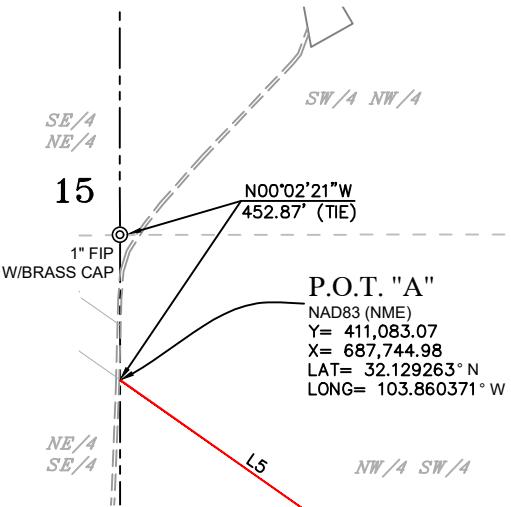 SW/4 NW/4
SE/4
NE/4
15
N00°02'21"W
452.87' (TIE)
1" FIP
W/BRASS CAP
P.O.T. "A"
NAD83 (NME)
Y= 411,083.07
X= 687,744.98
LAT= 32.129263° N
LONG= 103.860371° W
NE/4
SE/4
L5
NW/4 SW/4